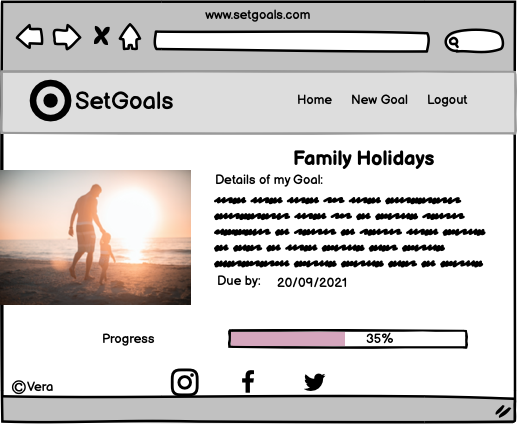 www.setgoals.com
SetGoals
Home New Goal Logout
Family Holidays
Details of my Goal:
Due by: 20/09/2021
Progress 35%
©Vera